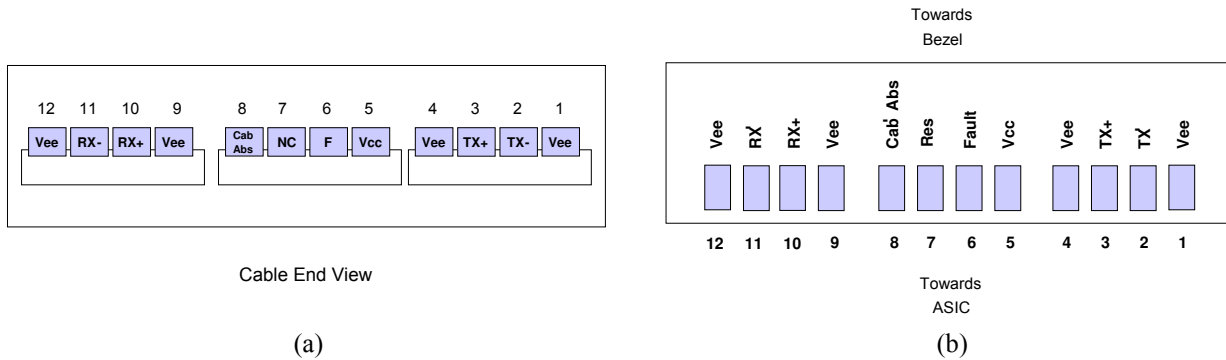 12 11 10 9 8 7 6 5 4 3 2 1
Vee RX- RX+ Vee Cab Abs NC F Vcc Vee TX+ TX- Vee
Cable End View
(a)
Towards
Bezel
Vee RX' RX+ Vee Cab' Abs Res Fault Vcc Vee TX+ TX' Vee
12 11 10 9 8 7 6 5 4 3 2 1
Towards
ASIC
(b)